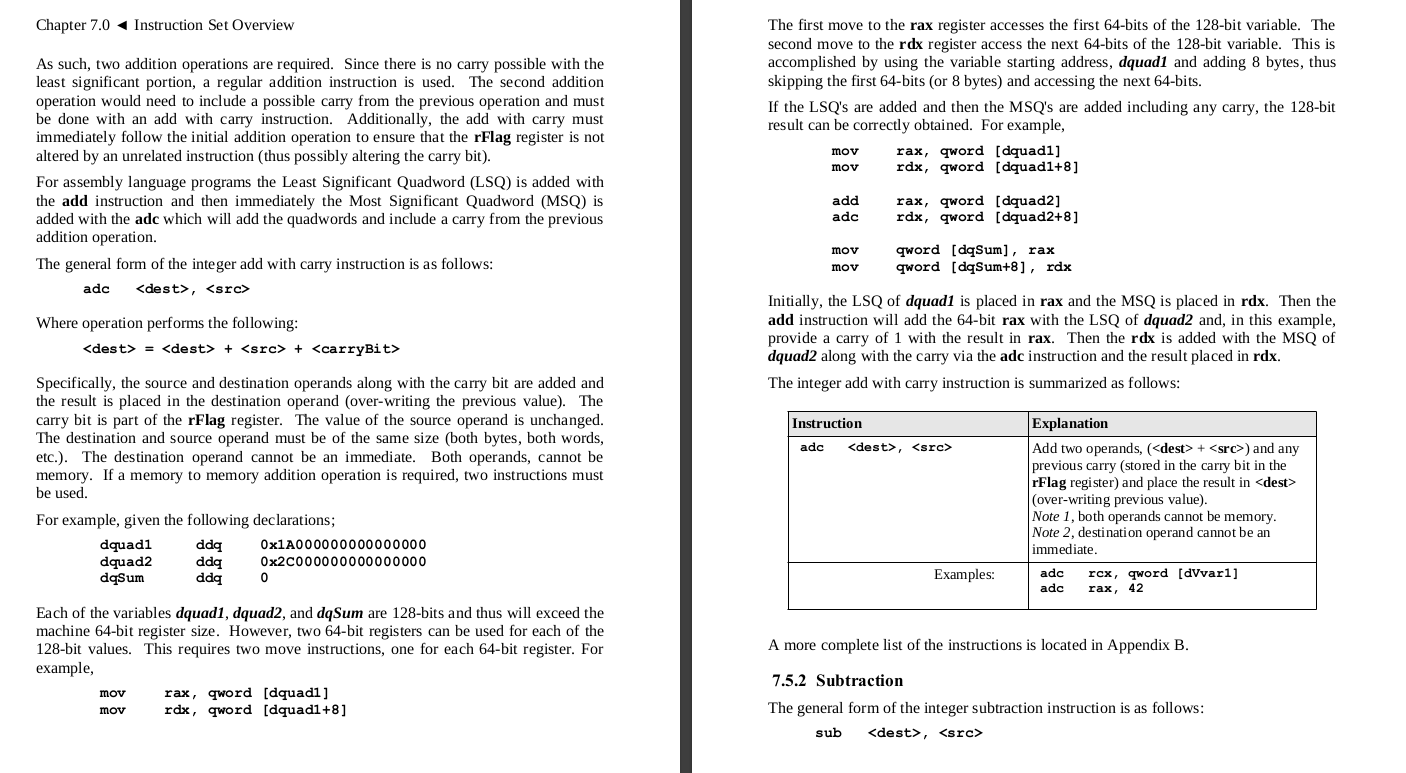 Chapter 7.0 ◄ Instruction Set Overview
As such, two addition operations are required. Since there is no carry possible with the
least significant portion, a regular addition instruction is used. The second addition
operation would need to include a possible carry from the previous operation and must
be done with an add with carry instruction. Additionally, the add with carry must
immediately follow the initial addition operation to ensure that the rFlag register is not
altered by an unrelated instruction (thus possibly altering the carry bit).
For assembly language programs the Least Significant Quadword (LSQ) is added with
the add instruction and then immediately the Most Significant Quadword (MSQ) is
added with the adc which will add the quadwords and include a carry from the previous
addition operation.
The general form of the integer add with carry instruction is as follows:
adc <dest>, <src>
Where operation performs the following:
<dest> = <dest> + <src> + <carryBit>
Specifically, the source and destination operands along with the carry bit are added and
the result is placed in the destination operand (over-writing the previous value). The
carry bit is part of the rFlag register. The value of the source operand is unchanged.
The destination and source operand must be of the same size (both bytes, both words,
etc.). The destination operand cannot be an immediate. Both operands, cannot be
memory. If a memory to memory addition operation is required, two instructions must
be used.
For example, given the following declarations;
dquad1 ddq 0x1A000000000000000
dquad2 ddq 0x2C000000000000000
dqSum ddq 0
Each of the variables dquad1, dquad2, and dqSum are 128-bits and thus will exceed the
machine 64-bit register size. However, two 64-bit registers can be used for each of the
128-bit values. This requires two move instructions, one for each 64-bit register. For
example,
mov rax, qword [dquad1]
mov rdx, qword [dquad1+8]
The first move to the rax register accesses the first 64-bits of the 128-bit variable. The
second move to the rdx register access the next 64-bits of the 128-bit variable. This is
accomplished by using the variable starting address, dquad1 and adding 8 bytes, thus
skipping the first 64-bits (or 8 bytes) and accessing the next 64-bits.
If the LSQ's are added and then the MSQ's are added including any carry, the 128-bit
result can be correctly obtained. For example,
mov rax, qword [dquad1]
mov rdx, qword [dquad1+8]
add rax, qword [dquad2]
adc rdx, qword [dquad2+8]
mov qword [dqSum], rax
mov qword [dqSum+8], rdx
Initially, the LSQ of dquad1 is placed in rax and the MSQ is placed in rdx. Then the
add instruction will add the 64-bit rax with the LSQ of dquad2 and, in this example,
provide a carry of 1 with the result in rax. Then the rdx is added with the MSQ of
dquad2 along with the carry via the adc instruction and the result placed in rdx.
The integer add with carry instruction is summarized as follows:
Instruction Explanation
adc <dest>, <src> Add two operands, (<dest> + <src>) and any
previous carry (stored in the carry bit in the
rFlag register) and place the result in <dest>
(over-writing previous value).
Note 1, both operands cannot be memory.
Note 2, destination operand cannot be an
immediate.
Examples: adc rcx, qword [dVvar1]
adc rax, 42
A more complete list of the instructions is located in Appendix B.
7.5.2 Subtraction
The general form of the integer subtraction instruction is as follows:
sub <dest>, <src>